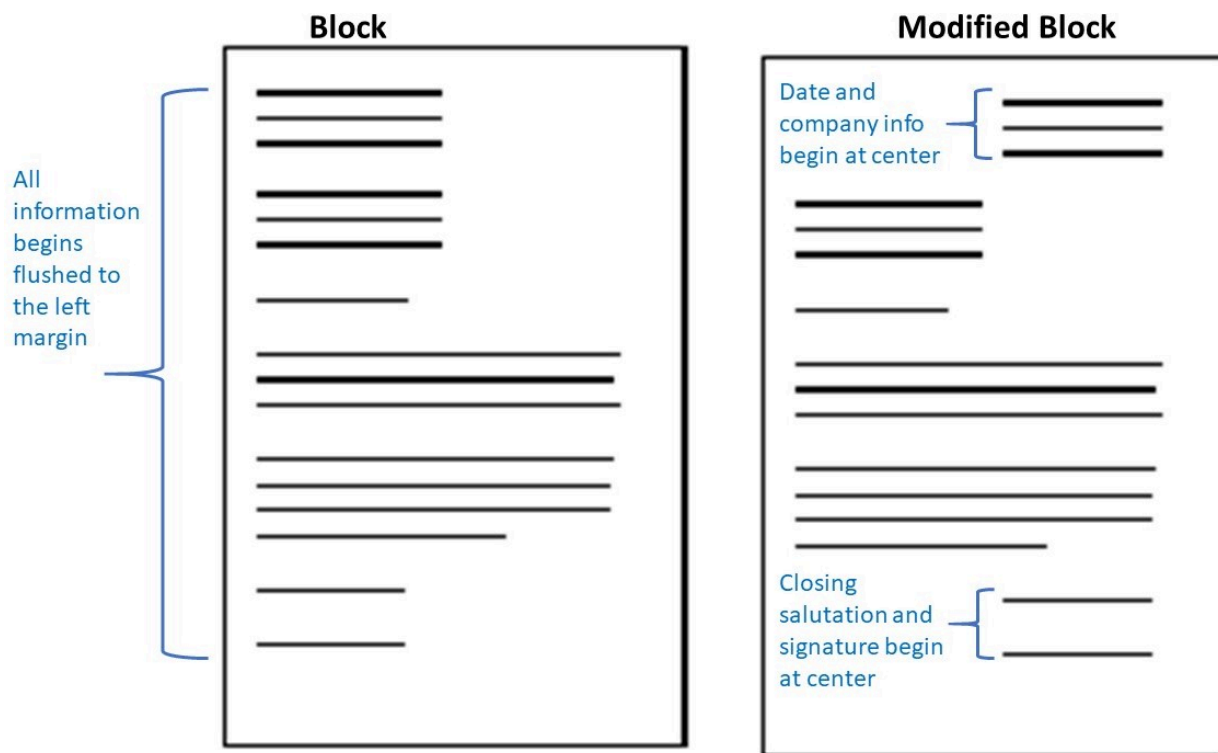 Block
All
information
begins
flushed to
the left
margin
Modified Block
Date and
company info
begin at center
Closing
salutation and
signature begin
at center